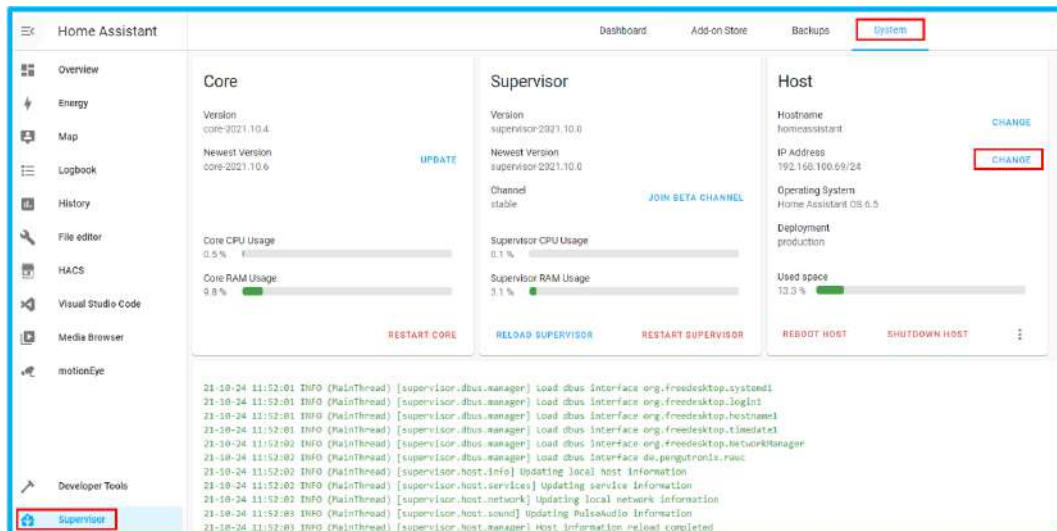 Home Assistant
Dashboard
Add-on Store
Backups
System
Overview
Energy
Map
Logbook
History
File editor
HACS
Visual Studio Code
Media Browser
motionEye
Developer Tools
Supervisor
Core
Version
core-2021.10.4
Newest Version
core-2021.10.6
UPDATE
Core CPU Usage
0.5 %
Core RAM Usage
9.8 %
RESTART CORE
Supervisor
Version
supervisor-2021.10.0
Newest Version
supervisor-2021.10.0
Channel
stable
JOIN BETA CHANNEL
Supervisor CPU Usage
0.1 %
Supervisor RAM Usage
3.1 %
RELOAD SUPERVISOR
RESTART SUPERVISOR
Host
Hostname
homeassistant
CHANGE
IP Address
192.168.100.69/24
CHANGE
Operating System
Home Assistant OS 6.5
Deployment
production
Used space
13.3 %
REBOOT HOST
SHUTDOWN HOST
21-10-24 11:52:01 INFO (MainThread) [supervisor.dbus.manager] Load dbus interface org.freedesktop.systemd1
21-10-24 11:52:01 INFO (MainThread) [supervisor.dbus.manager] Load dbus interface org.freedesktop.login1
21-10-24 11:52:01 INFO (MainThread) [supervisor.dbus.manager] Load dbus interface org.freedesktop.hostname1
21-10-24 11:52:01 INFO (MainThread) [supervisor.dbus.manager] Load dbus interface org.freedesktop.timedate1
21-10-24 11:52:02 INFO (MainThread) [supervisor.dbus.manager] Load dbus interface org.freedesktop.NetworkManager
21-10-24 11:52:02 INFO (MainThread) [supervisor.dbus.manager] Load dbus interface de.pengutronix.rauc
21-10-24 11:52:02 INFO (MainThread) [supervisor.host.info] Updating local host information
21-10-24 11:52:02 INFO (MainThread) [supervisor.host.services] Updating service information
21-10-24 11:52:02 INFO (MainThread) [supervisor.host.network] Updating local network information
21-10-24 11:52:03 INFO (MainThread) [supervisor.host.sound] Updating PulseAudio information
21-10-24 11:52:03 INFO (MainThread) [supervisor.host.manager] Host information reload completed